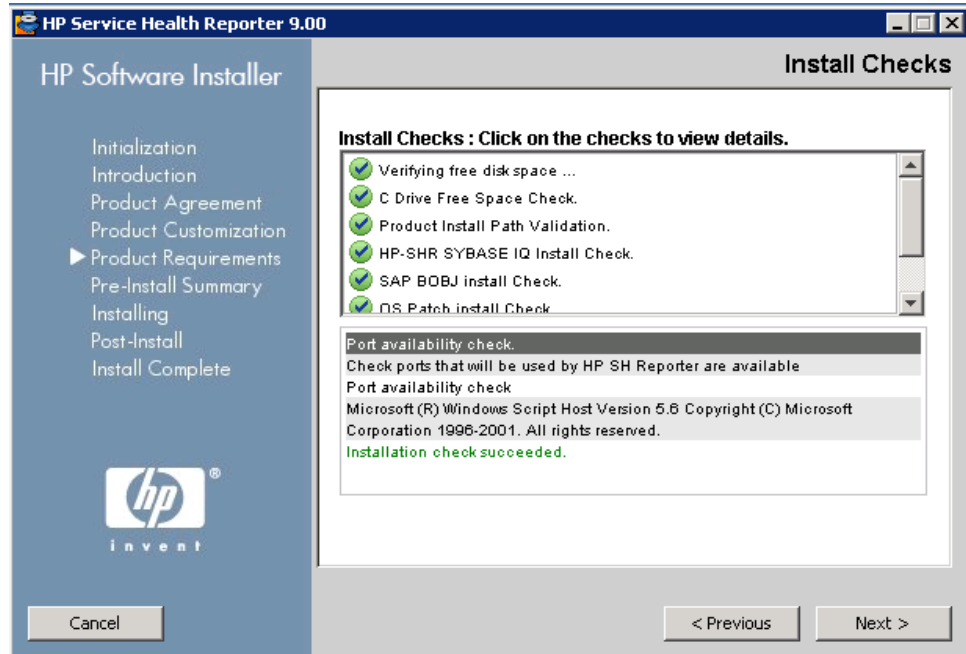 HP Service Health Reporter 9.00
HP Software Installer
Install Checks
Initialization
Introduction
Product Agreement
Product Customization
Product Requirements
Pre-Install Summary
Installing
Post-Install
Install Complete
Install Checks : Click on the checks to view details.
Verifying free disk space ...
C Drive Free Space Check.
Product Install Path Validation.
HP-SHR SYBASE IQ Install Check.
SAP BOBJ install Check.
OS Patch install Check
Port availability check.
Check ports that will be used by HP SH Reporter are available
Port availability check
Microsoft (R) Windows Script Host Version 5.6 Copyright (C) Microsoft
Corporation 1996-2001. All rights reserved.
Installation check succeeded.
hp
®
invent
Cancel
< Previous
Next >